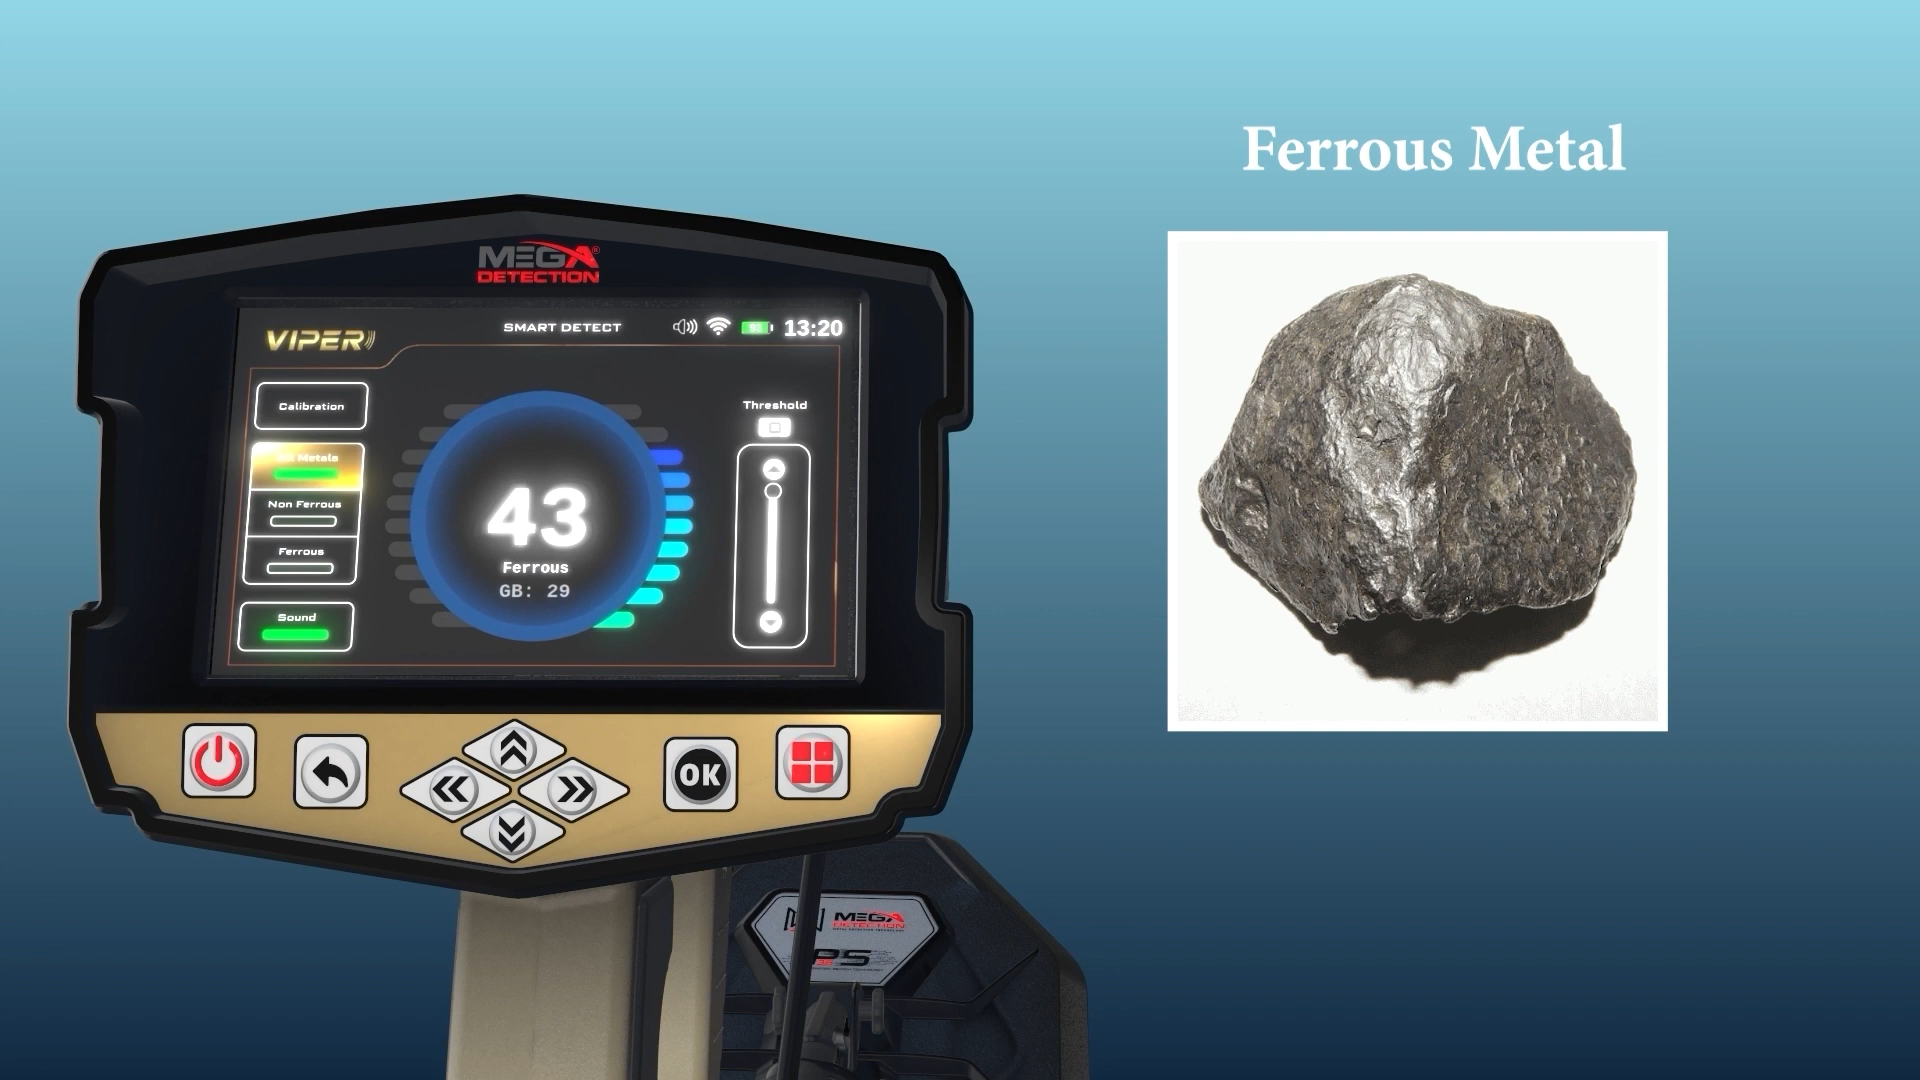 Ferrous Metal
MEGA
DETECTION
VIPER
SMART DETECT
13:20
Calibration
Metals
Non Ferrous
Ferrous
Sound
43
Ferrous
GB: 29
Threshold
OK
MEGA
DETECTION